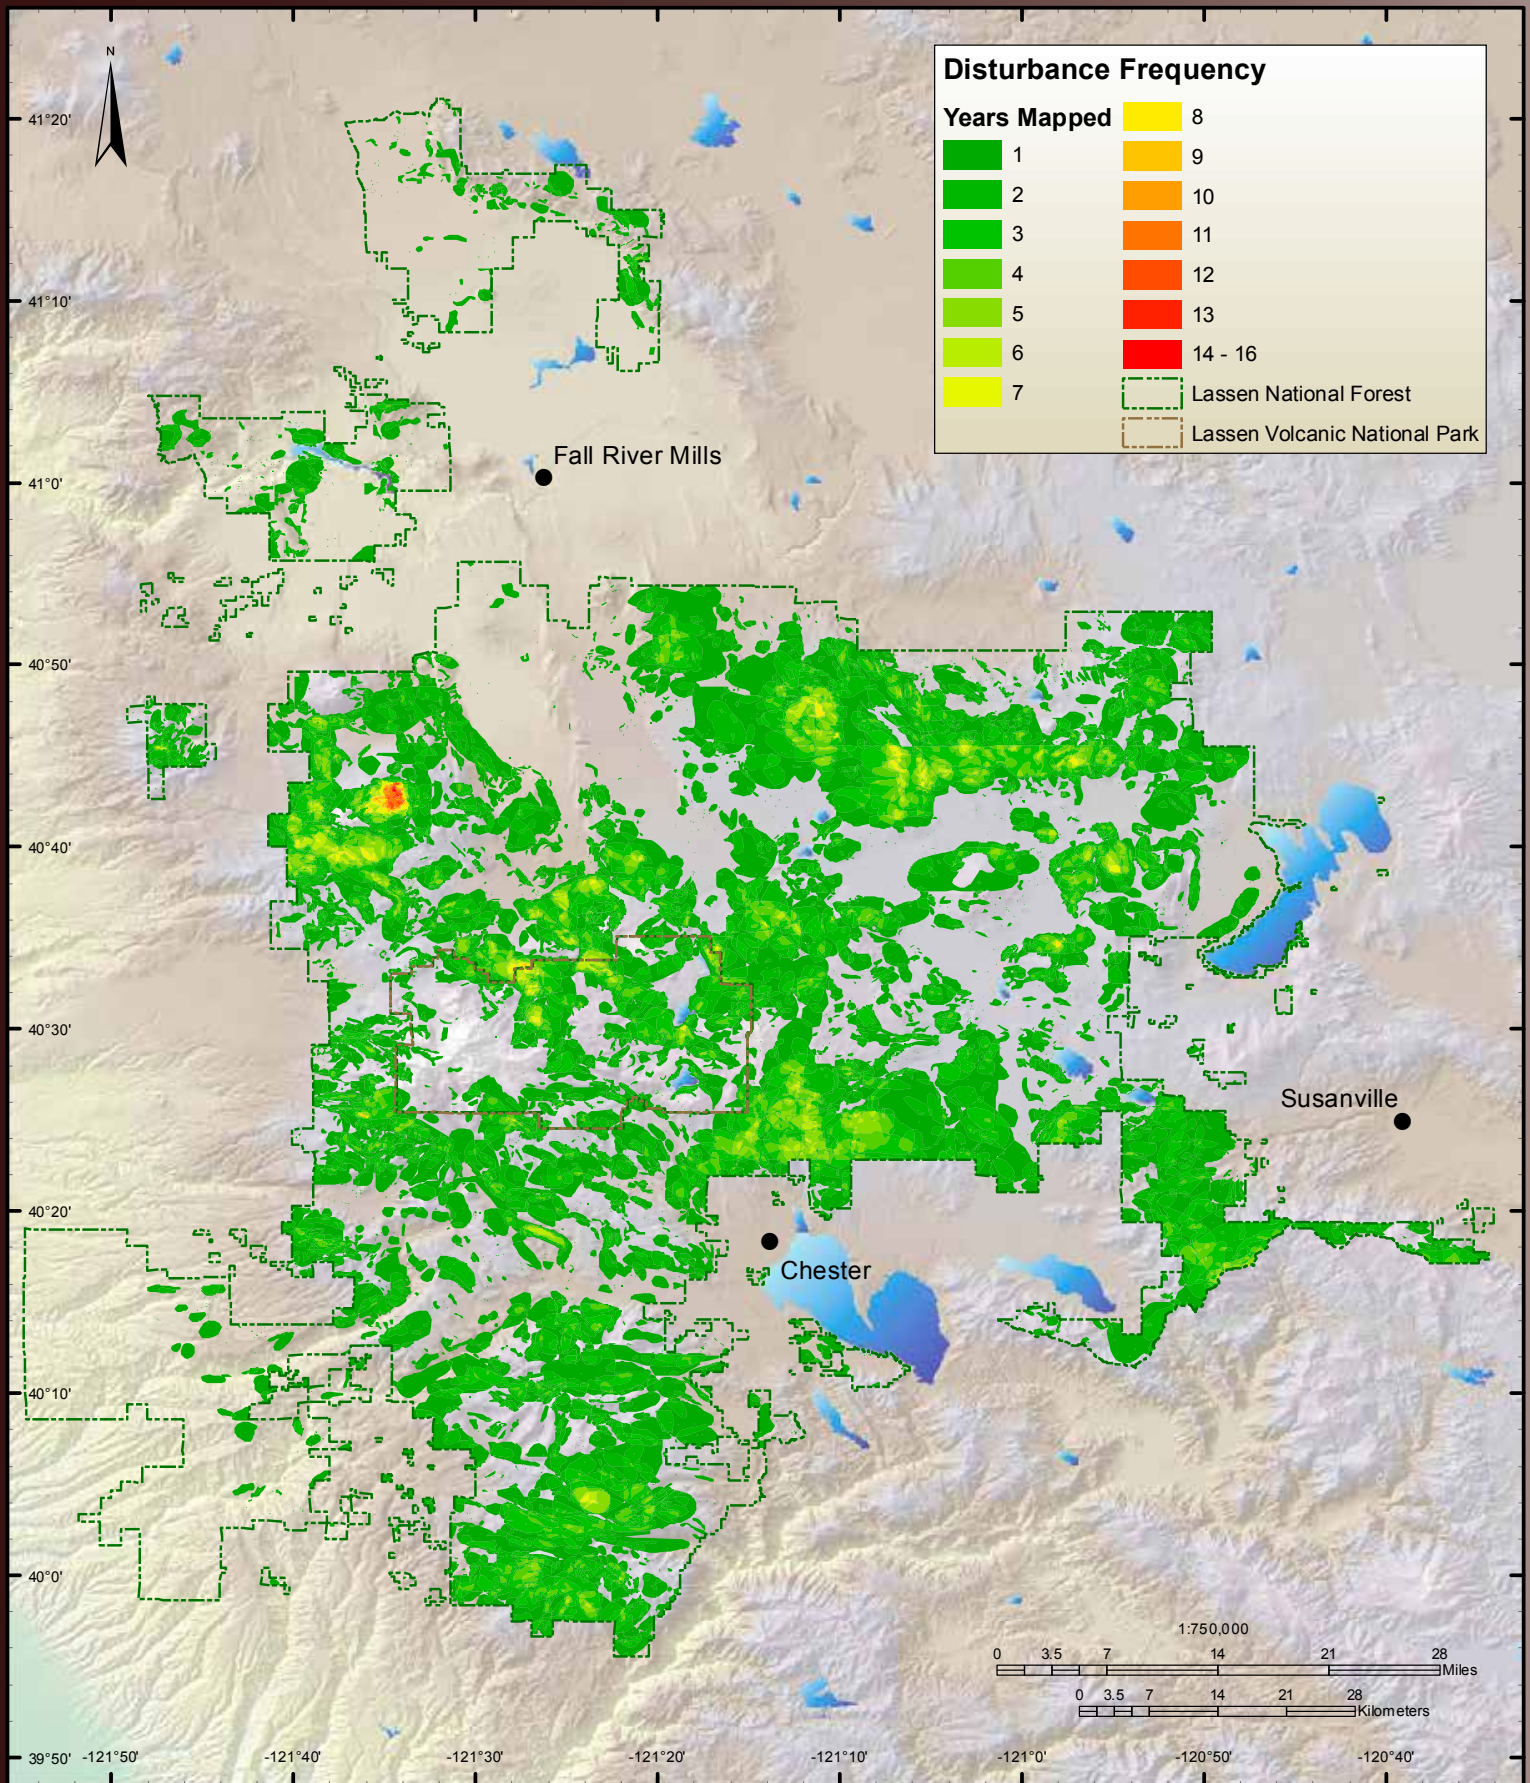 Disturbance Frequency
Years Mapped
1
2
3
4
5
6
7
8
9
10
11
12
13
14 - 16
Lassen National Forest
Lassen Volcanic National Park
N
41°20'
41°10'
41°0'
40°50'
40°40'
40°30'
40°20'
40°10'
40°0'
39°50'
Fall River Mills
Susanville
Chester
1:750,000
0 3.5 7 14 21 28
Miles
0 3.5 7 14 21 28
Kilometers
-121°50' -121°40' -121°30' -121°20' -121°10' -121°0' -120°50' -120°40'